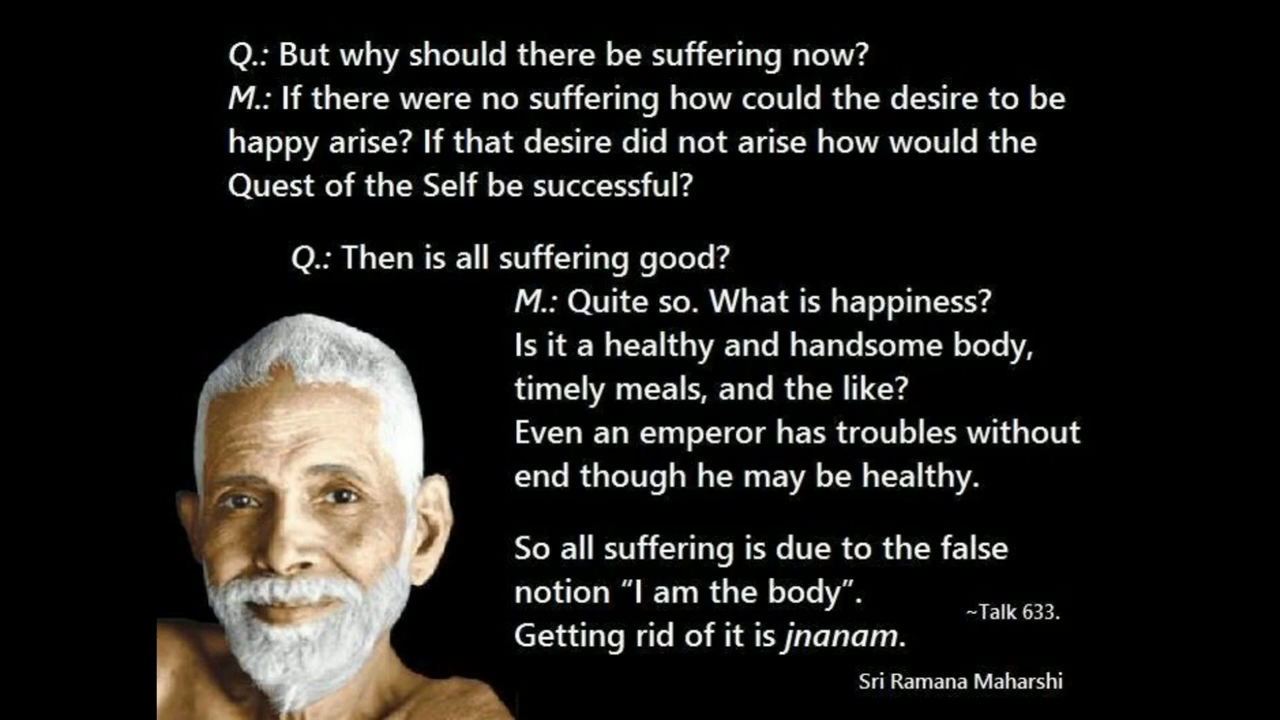 Q.: But why should there be suffering now?
M.: If there were no suffering how could the desire to be
happy arise? If that desire did not arise how would the
Quest of the Self be successful?
Q.: Then is all suffering good?
M.: Quite so. What is happiness?
Is it a healthy and handsome body,
timely meals, and the like?
Even an emperor has troubles without
end though he may be healthy.
So all suffering is due to the false
notion “I am the body”.
~Talk 633.
Getting rid of it is jnanam.
Sri Ramana Maharshi